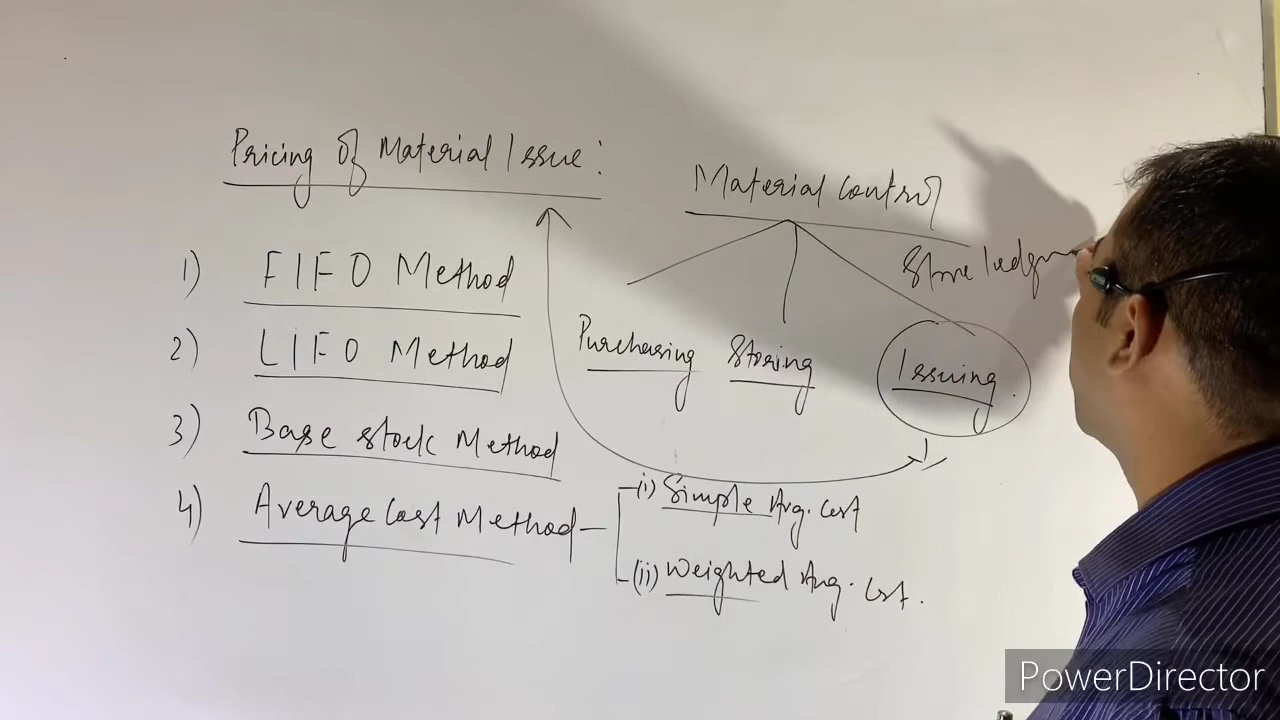 Pricing of Material Issue:
1) FIFO Method
2) LIFO Method
3) Base stock Method
4) Average Cost Method
(i) Simple Avg. Cost
(ii) Weighted Avg. Cost.
Material control
Store
Purchasing Storing Issuing.
PowerDirector